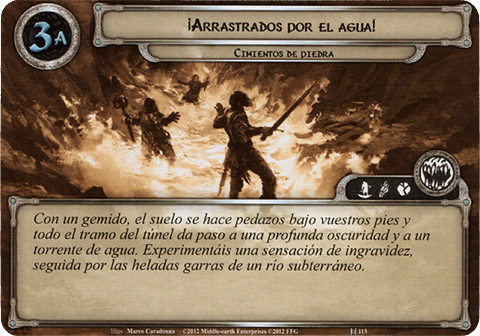 3A
¡Arrastrados por el agua!
Cimientos de piedra
Con un gemido, el suelo se hace pedazos bajo vuestros pies y
todo el tramo del túnel da paso a una profunda oscuridad y a un
torrente de agua. Experimentáis una sensación de ingravidez,
seguida por las heladas garras de un río subterráneo.
Illus. Marco Caradonna ©2012 Middle-earth Enterprises ©2012 FFG
113